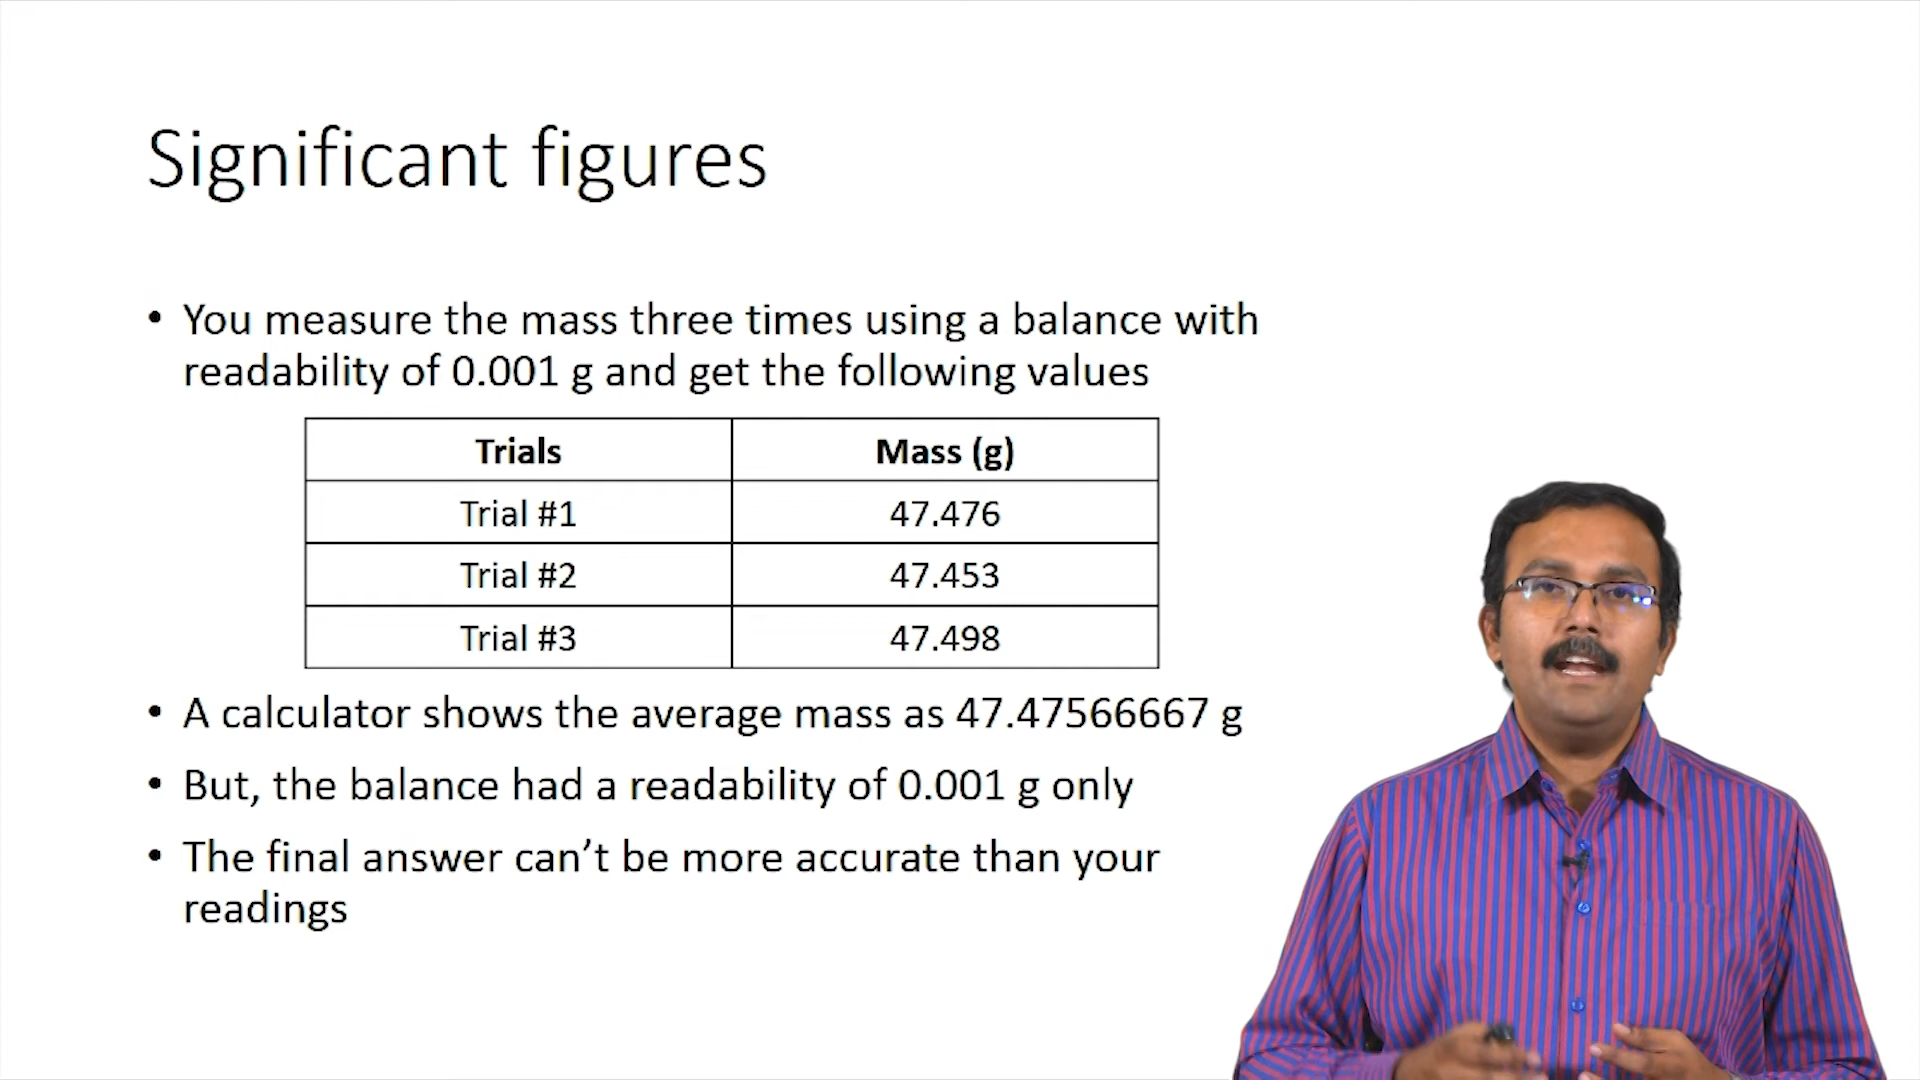 Significant figures
• You measure the mass three times using a balance with
readability of 0.001 g and get the following values
Trials Mass (g)
Trial #1 47.476
Trial #2 47.453
Trial #3 47.498
• A calculator shows the average mass as 47.47566667 g
• But, the balance had a readability of 0.001 g only
• The final answer can’t be more accurate than your
readings